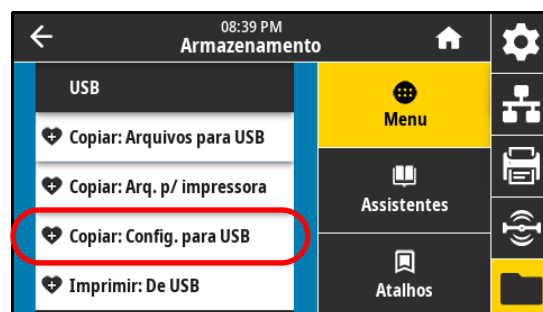 08:39 PM
Armazenamento
USB
Copiar: Arquivos para USB
Copiar: Arq. p/ impressora
Copiar: Config. para USB
Imprimir: De USB
Menu
Assistentes
Atalhos